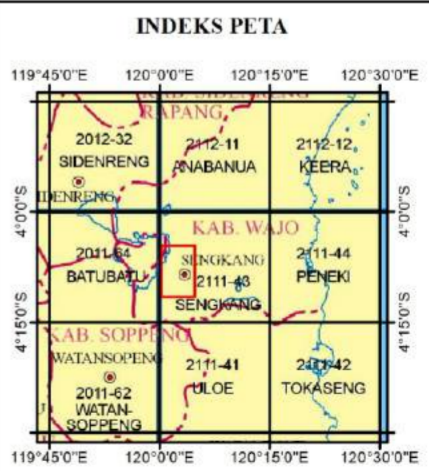 INDEKS PETA
119°45'0"E 120°0'0"E 120°15'0"E 120°30'0"E
KAB. SIDENRENG
RAPANG
2012-32
SIDENRENG
2112-11
ANABANUA
2112-12
KEERA
IDENRENG
4°0'0"S
4°0'0"S
KAB. WAJO
2011-64
BATUBATU
SENGKANG
2111-43
SENGKANG
2111-44
PENEKI
4°15'0"S
4°15'0"S
KAB. SOPPENG
WATANSOPENG
2011-62
WATAN-
SOPPENG
2111-41
ULOE
2111-42
TOKASENG
J
119°45'0"E 120°0'0"E 120°15'0"E 120°30'0"E